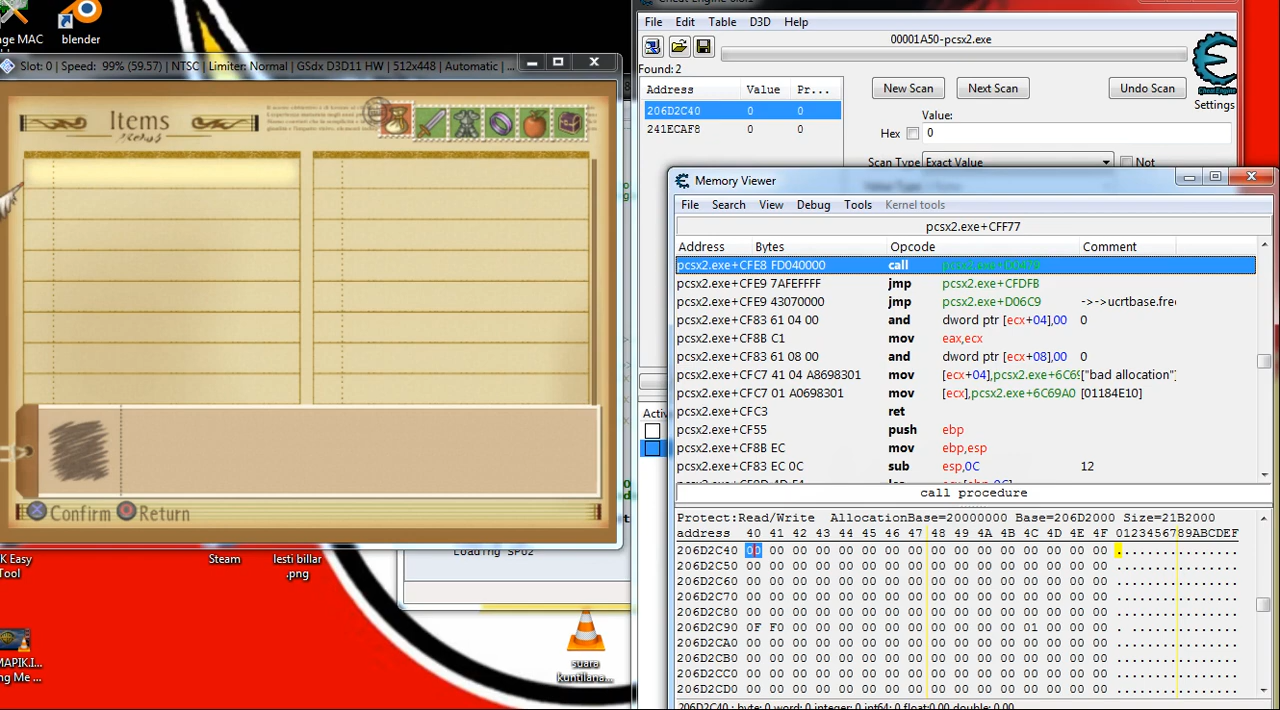 nge MAC
blender
Slot: 0 | Speed: 99% (59.57) | NTSC | Limiter: Normal | GSdx D3D11 HW | 512x448 | Automatic | ...
Items
Confirm Return
K Easy
Tool
Steam
lesti billar
.png
Loading SP02
MAPIK.I...
ng Me ...
suara
kuntilana...
File Edit Table D3D Help
00001A50-pcsx2.exe
Found: 2
Address Value Pr...
206D2C40 0 0
241ECAF8 0 0
New Scan Next Scan Undo Scan
Settings
Value:
Hex 0
Scan Type Exact Value Not
Activ
Memory Viewer
File Search View Debug Tools Kernel tools
pcsx2.exe+CFF77
Address Bytes Opcode Comment
pcsx2.exe+CFE8 FD040000 call
pcsx2.exe+CFE9 7AFEFFFF jmp pcsx2.exe+CFDFB
pcsx2.exe+CFE9 43070000 jmp pcsx2.exe+D06C9 ->->ucrtbase.free
pcsx2.exe+CF83 61 04 00 and dword ptr [ecx+04],00 0
pcsx2.exe+CF8B C1 mov eax,ecx
pcsx2.exe+CF83 61 08 00 and dword ptr [ecx+08],00 0
pcsx2.exe+CFC7 41 04 A8698301 mov [ecx+04],pcsx2.exe+6C69 ["bad allocation"]
pcsx2.exe+CFC7 01 A0698301 mov [ecx],pcsx2.exe+6C69A0 [01184E10]
pcsx2.exe+CFC3 ret
pcsx2.exe+CF55 push ebp
pcsx2.exe+CF8B EC mov ebp,esp
pcsx2.exe+CF83 EC 0C sub esp,0C 12
call procedure
Protect:Read/Write AllocationBase=20000000 Base=206D2000 Size=21B2000
address 40 41 42 43 44 45 46 47 48 49 4A 4B 4C 4D 4E 4F 0123456789ABCDEF
206D2C40 00 00 00 00 00 00 00 00 00 00 00 00 00 00 00 00 ................
206D2C50 00 00 00 00 00 00 00 00 00 00 00 00 00 00 00 00 ................
206D2C60 00 00 00 00 00 00 00 00 00 00 00 00 00 00 00 00 ................
206D2C70 00 00 00 00 00 00 00 00 00 00 00 00 00 00 00 00 ................
206D2C80 00 00 00 00 00 00 00 00 00 00 00 00 00 00 00 00 ................
206D2C90 0F F0 00 00 00 00 00 00 00 00 00 00 01 00 00 00 . ..............
206D2CA0 00 00 00 00 00 00 00 00 00 00 00 00 00 00 00 00 ................
206D2CB0 00 00 00 00 00 00 00 00 00 00 00 00 00 00 00 00 ................
206D2CC0 00 00 00 00 00 00 00 00 00 00 00 00 00 00 00 00 ................
206D2CD0 00 00 00 00 00 00 00 00 00 00 00 00 00 00 00 00 ................
206D2C40 : byte: 0 word: 0 integer: 0 int64: 0 float:0.00 double: 0.00